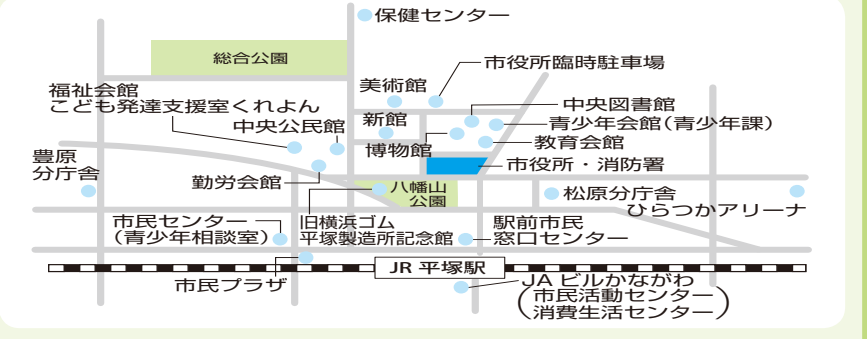 保健センター
総合公園
市役所臨時駐車場
美術館
福祉会館
こども発達支援室くれよん
中央図書館
新館
中央公民館
青少年会館（青少年課）
教育会館
博物館
豊原
分庁舎
市役所・消防署
勤労会館
八幡山
公園
松原分庁舎
ひらつかアリーナ
市民センター
（青少年相談室）
旧横浜ゴム
平塚製造所記念館
駅前市民
窓口センター
JR 平塚駅
市民プラザ
JA ビルかながわ
（市民活動センター
消費生活センター）